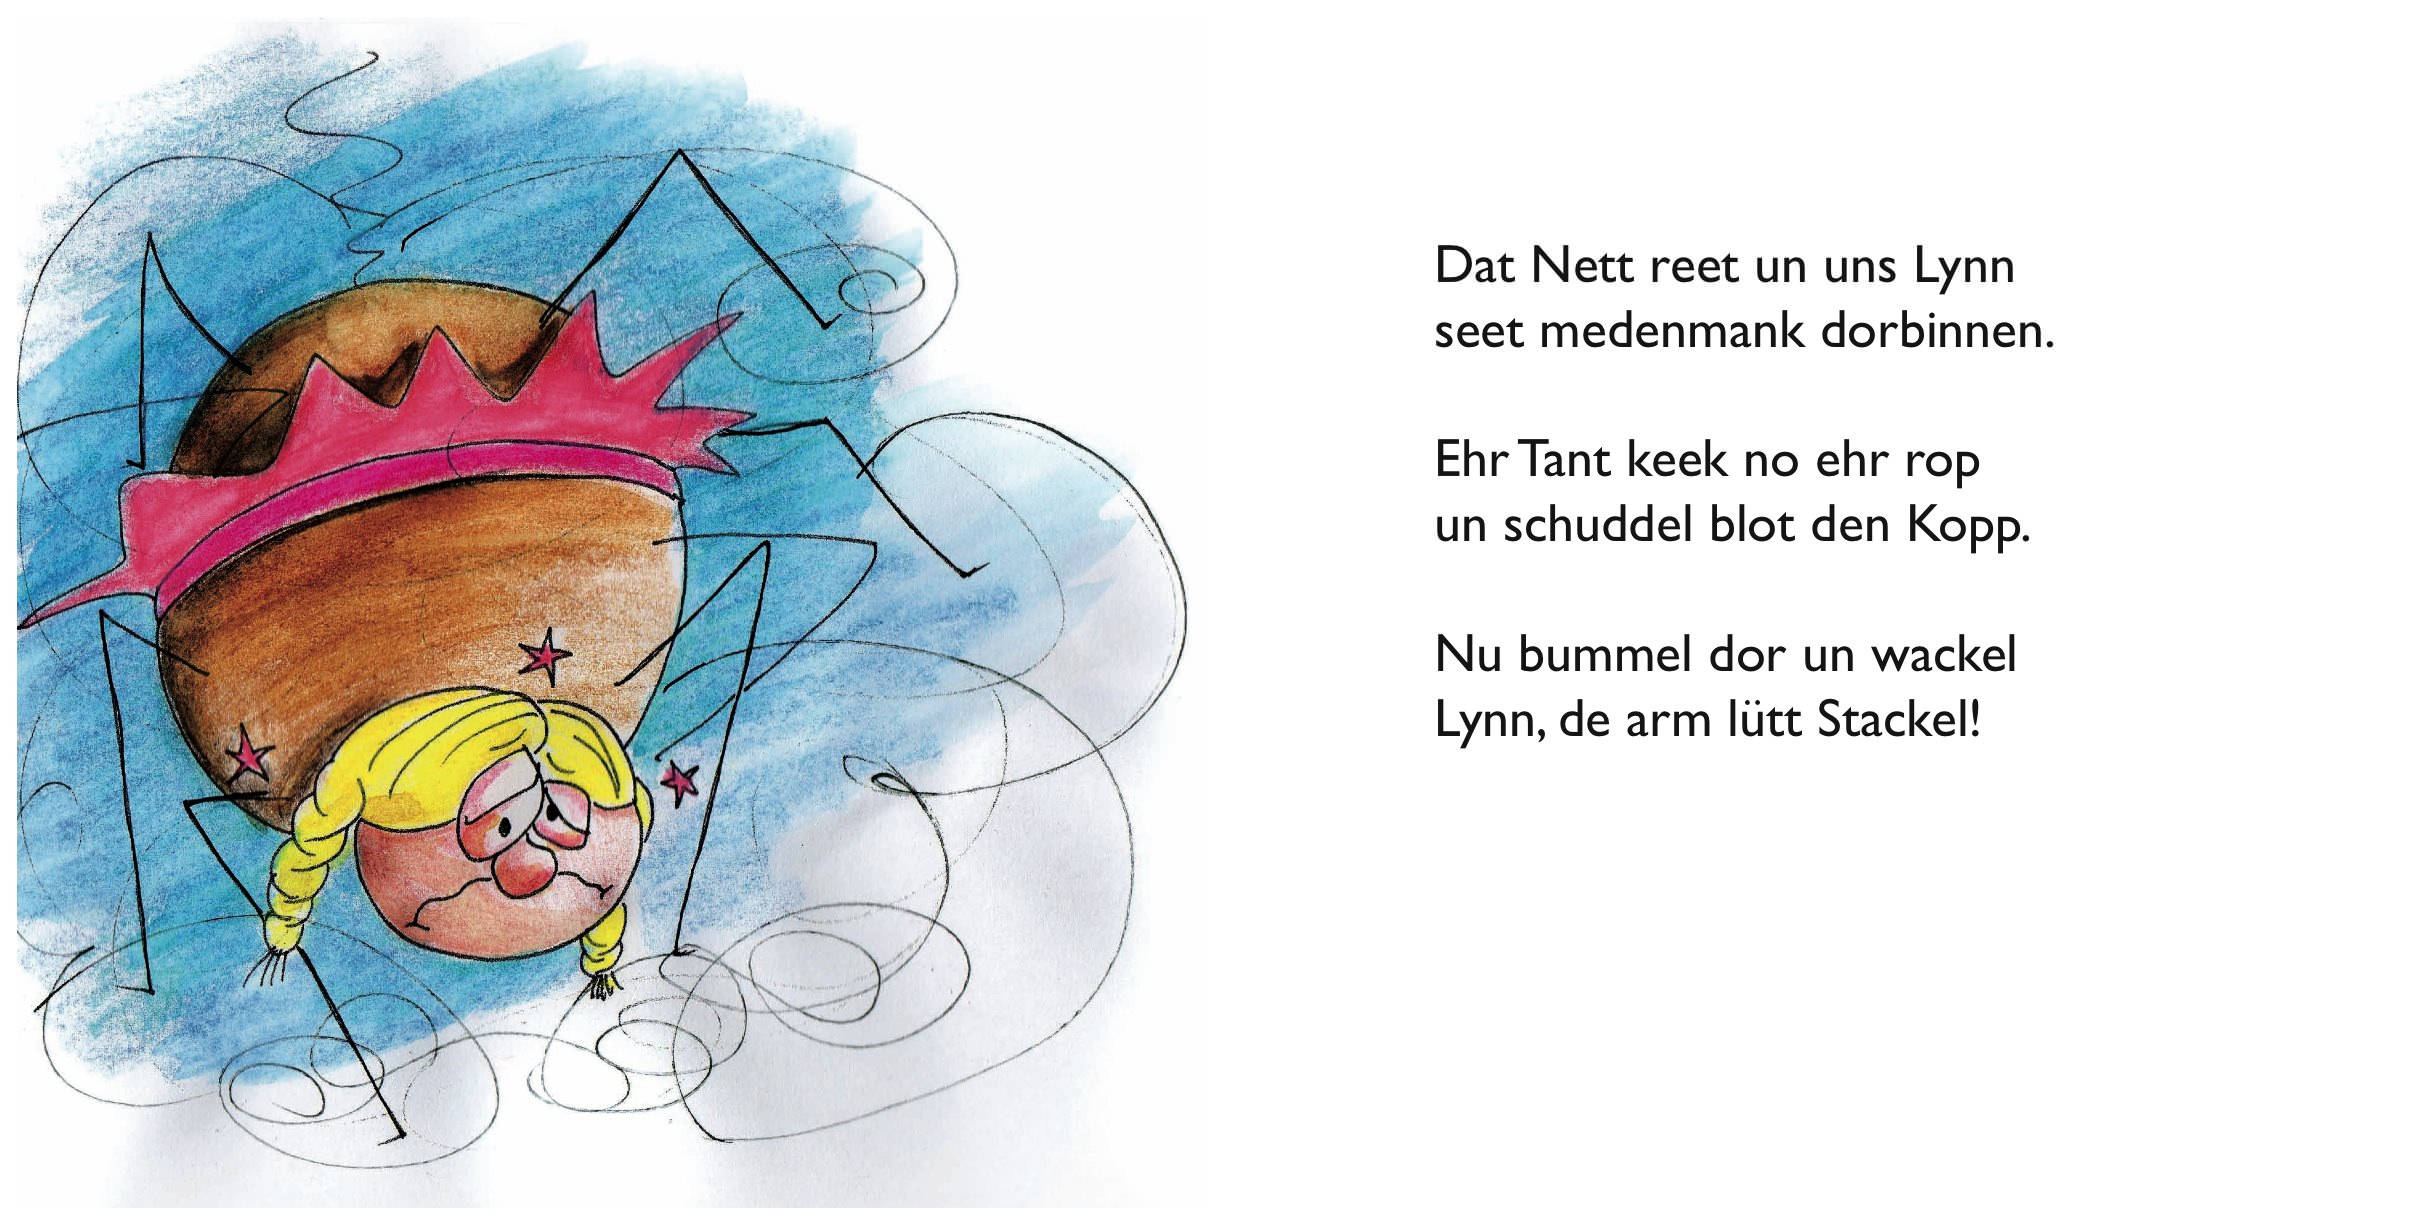 Dat Nett reet un uns Lynn
seet medenmank dorbinnen.
Ehr Tant keek no ehr rop
un schuddel blot den Kopp.
Nu bummel dor un wackel
Lynn, de arm lütt Stackel!